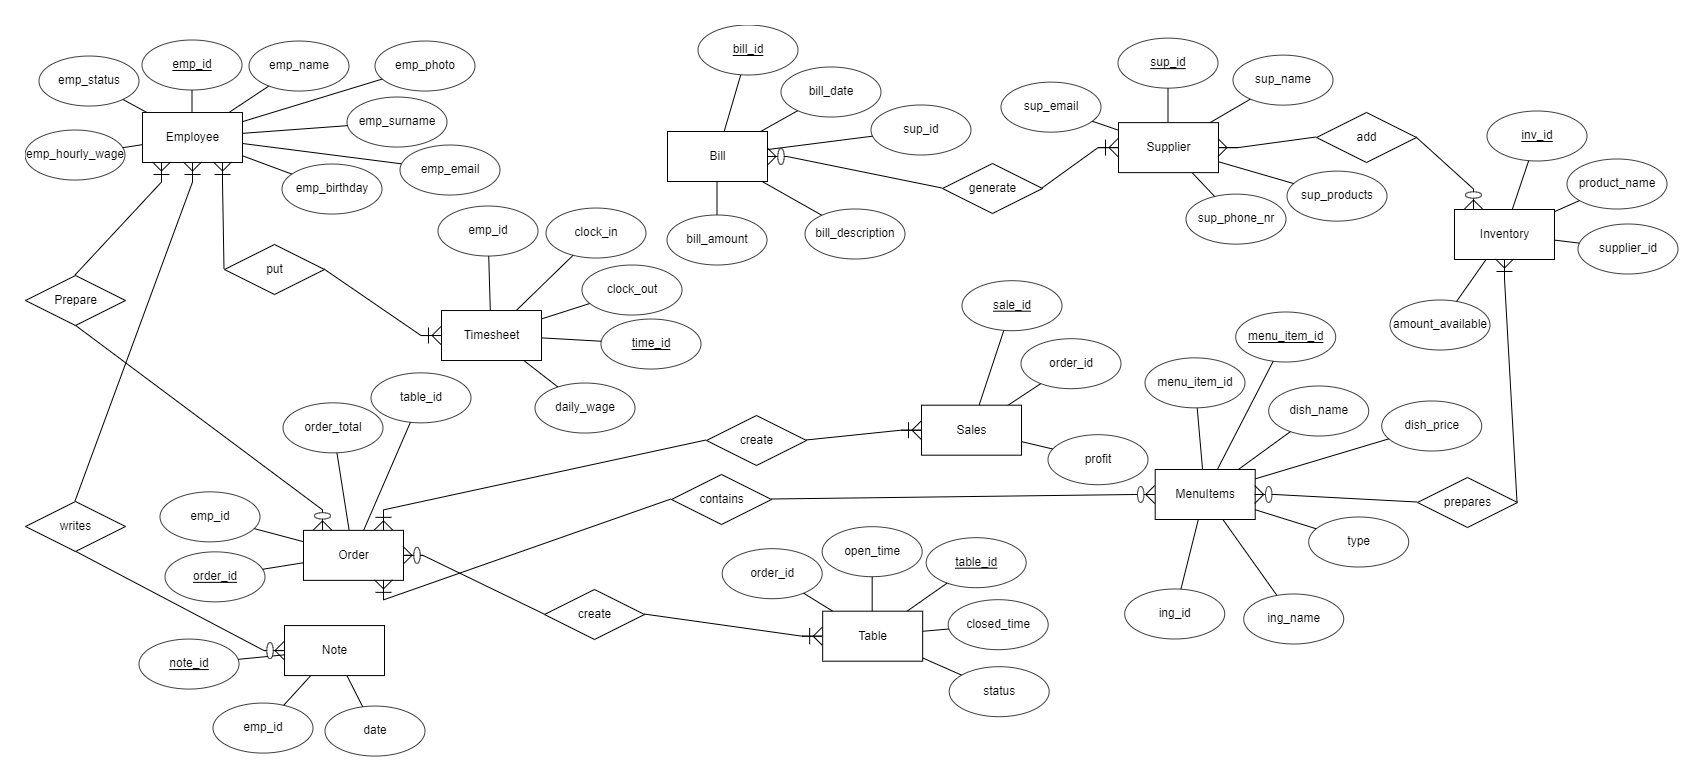 bill_id
emp_id
emp_name
emp_photo
emp_status
sup_id
sup_name
bill_date
sup_email
emp_surname
sup_id
Employee
add
inv_id
emp_hourly_wage
Bill
Supplier
emp_email
emp_birthday
generate
sup_products
product_name
sup_phone_nr
emp_id
clock_in
bill_amount
bill_description
Inventory
supplier_id
put
Prepare
clock_out
sale_id
amount_available
Timesheet
time_id
menu_item_id
order_id
menu_item_id
table_id
daily_wage
dish_name
order_total
dish_price
create
Sales
profit
contains
MenuItems
prepares
emp_id
writes
type
Order
open_time
table_id
order_id
order_id
create
ing_id
ing_name
closed_time
Table
Note
note_id
status
emp_id
date